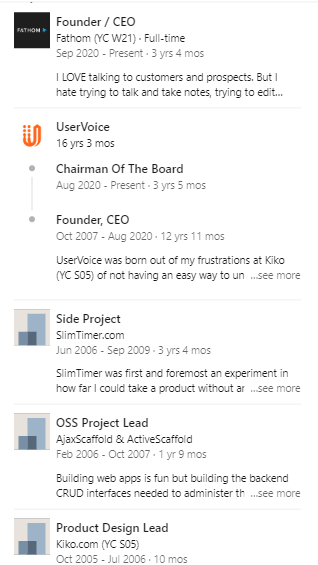 FATHOM
Founder / CEO
Fathom (YC W21) · Full-time
Sep 2020 - Present · 3 yrs 4 mos
I LOVE talking to customers and prospects. But I
hate trying to talk and take notes, trying to edit...
UserVoice
16 yrs 3 mos
Chairman Of The Board
Aug 2020 - Present · 3 yrs 5 mos
Founder, CEO
Oct 2007 - Aug 2020 · 12 yrs 11 mos
UserVoice was born out of my frustrations at Kiko
(YC S05) of not having an easy way to un ...see more
Side Project
SlimTimer.com
Jun 2006 - Sep 2009 · 3 yrs 4 mos
SlimTimer was first and foremost an experiment in
how far I could take a product without ar ...see more
OSS Project Lead
AjaxScaffold & ActiveScaffold
Feb 2006 - Oct 2007 · 1 yr 9 mos
Building web apps is fun but building the backend
CRUD interfaces needed to administer th ...see more
Product Design Lead
Kiko.com (YC S05)
Oct 2005 - Jul 2006 · 10 mos